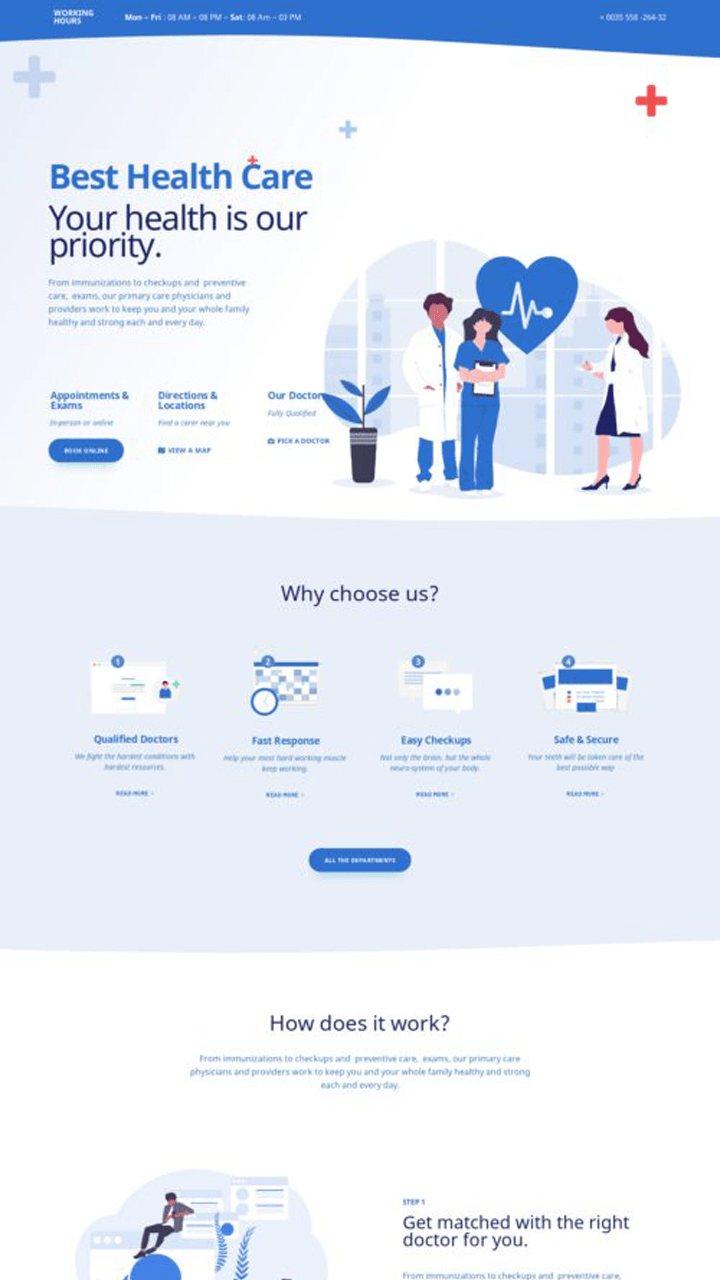 WORKING
HOURS
Mon – Fri : 08 AM – 08 PM – Sat: 08 Am – 03 PM
+ 0035 558 -264-32
Best Health Care
Your health is our
priority.
From immunizations to checkups and preventive
care, exams, our primary care physicians and
providers work to keep you and your whole family
healthy and strong each and every day.
Appointments &
Exams
In-person or online
BOOK ONLINE
Directions &
Locations
Find a carer near you
VIEW A MAP
Our Doctor
Fully Qualified
PICK A DOCTOR
Why choose us?
1
Qualified Doctors
We fight the hardest conditions with
hardest resources.
READ MORE
2
Fast Response
Help your most hard working muscle
keep working.
READ MORE
3
Easy Checkups
Not only the brain, but the whole
neuro-system of your body.
READ MORE
4
Safe & Secure
Your teeth will be taken care of the
best possible way
READ MORE
ALL THE DEPARTMENTS
How does it work?
From immunizations to checkups and preventive care, exams, our primary care
physicians and providers work to keep you and your whole family healthy and strong
each and every day.
STEP 1
Get matched with the right
doctor for you.
From immunizations to checkups and preventive care,